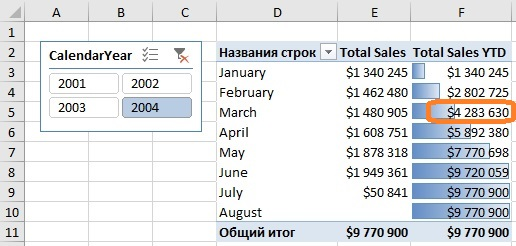 A B C D E F
1
2 CalendarYear Названия строк Total Sales Total Sales YTD
3 January $1 340 245 $1 340 245
4 2001 2002 February $1 462 480 $2 802 725
5 2003 2004 March $1 480 905 $4 283 630
6 April $1 608 751 $5 892 380
7 May $1 878 318 $7 770 698
8 June $1 949 361 $9 720 059
9 July $50 841 $9 770 900
10 August $9 770 900
11 Общий итог $9 770 900 $9 770 900